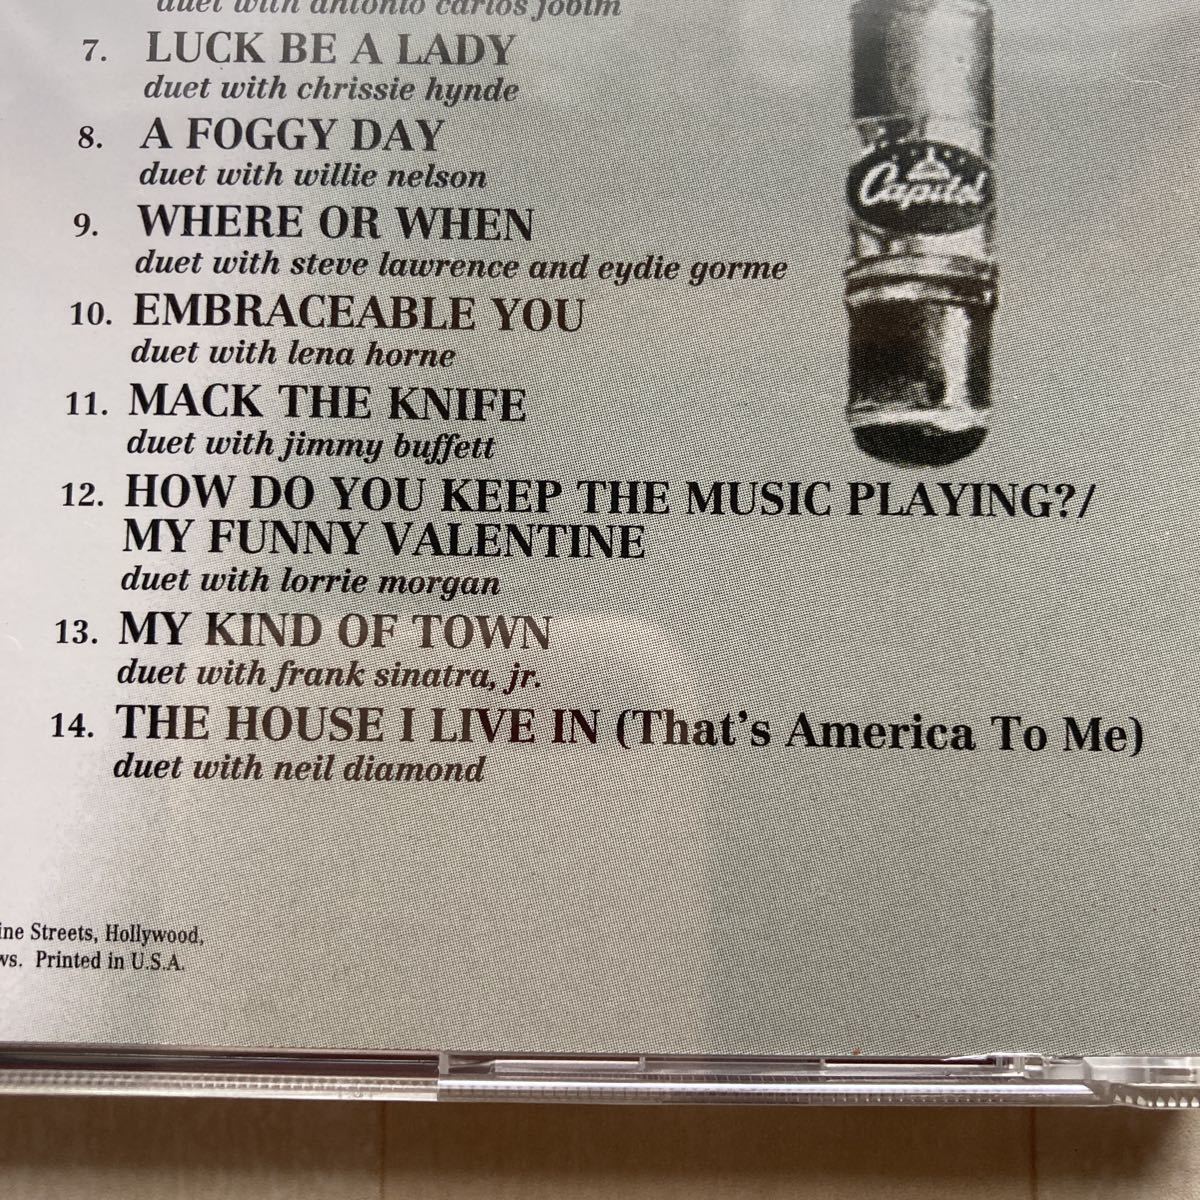 duet with antonio carlos jobim
7. LUCK BE A LADY
duet with chrissie hynde
8. A FOGGY DAY
duet with willie nelson
9. WHERE OR WHEN
duet with steve lawrence and eydie gorme
10. EMBRACEABLE YOU
duet with lena horne
11. MACK THE KNIFE
duet with jimmy buffett
12. HOW DO YOU KEEP THE MUSIC PLAYING?/
MY FUNNY VALENTINE
duet with lorrie morgan
13. MY KIND OF TOWN
duet with frank sinatra, jr.
14. THE HOUSE I LIVE IN (That's America To Me)
duet with neil diamond
Capitol
ine Streets, Hollywood,
ws. Printed in U.S.A.